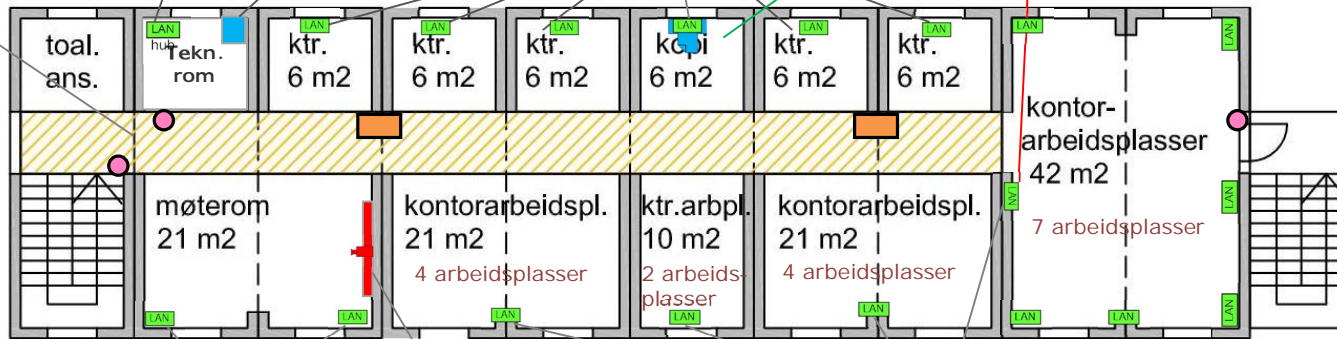 LAN
hub
LAN
LAN
LAN
LAN
LAN
LAN
LAN
LAN
toal.
ans.
Tekn.
rom
ktr.
6 m2
ktr.
6 m2
ktr.
6 m2
kopi
6 m2
ktr.
6 m2
ktr.
6 m2
kontor-
arbeidsplasser
42 m2
7 arbeidsplasser
LAN
LAN
møterom
21 m2
kontorarbeidspl.
21 m2
4 arbeidsplasser
ktr.arbpl.
10 m2
2 arbeids-
plasser
kontorarbeidspl.
21 m2
4 arbeidsplasser
LAN
LAN
LAN
LAN
LAN
LAN
LAN
LAN